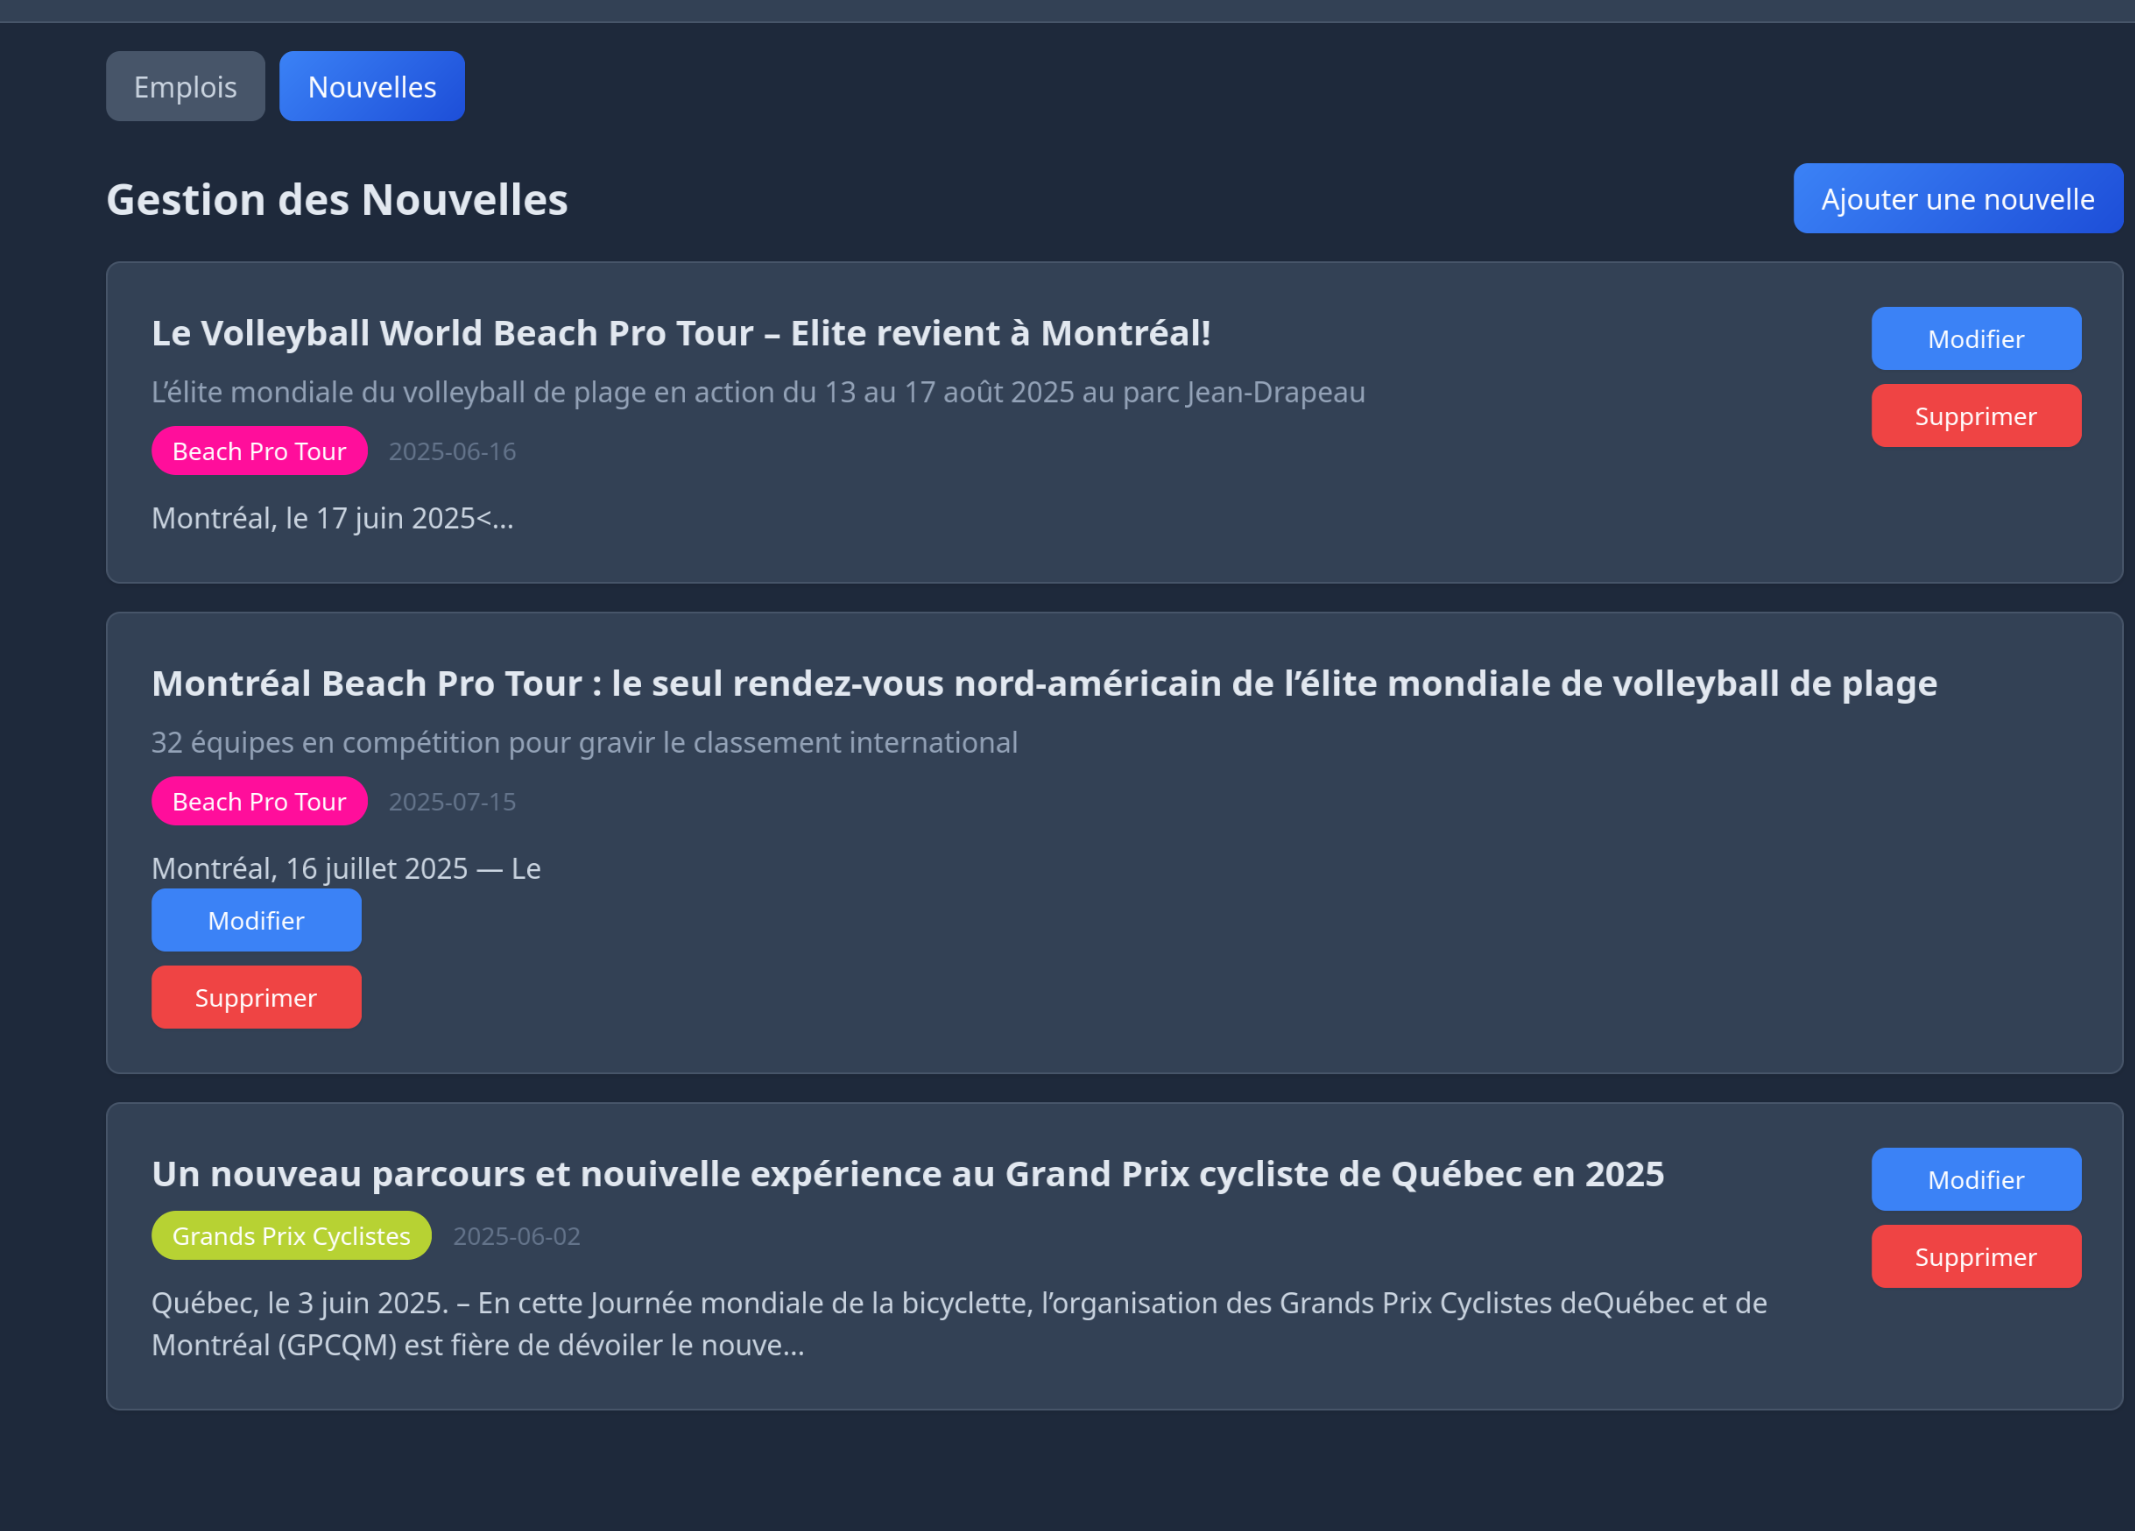 Emplois
Nouvelles
Gestion des Nouvelles
Ajouter une nouvelle
Le Volleyball World Beach Pro Tour – Elite revient à Montréal!
L’élite mondiale du volleyball de plage en action du 13 au 17 août 2025 au parc Jean-Drapeau
Beach Pro Tour 2025-06-16
Montréal, le 17 juin 2025<...
Modifier
Supprimer
Montréal Beach Pro Tour : le seul rendez-vous nord-américain de l’élite mondiale de volleyball de plage
32 équipes en compétition pour gravir le classement international
Beach Pro Tour 2025-07-15
Montréal, 16 juillet 2025 — Le
Modifier
Supprimer
Un nouveau parcours et nouivelle expérience au Grand Prix cycliste de Québec en 2025
Grands Prix Cyclistes 2025-06-02
Québec, le 3 juin 2025. – En cette Journée mondiale de la bicyclette, l’organisation des Grands Prix Cyclistes deQuébec et de
Montréal (GPCQM) est fière de dévoiler le nouve...
Modifier
Supprimer